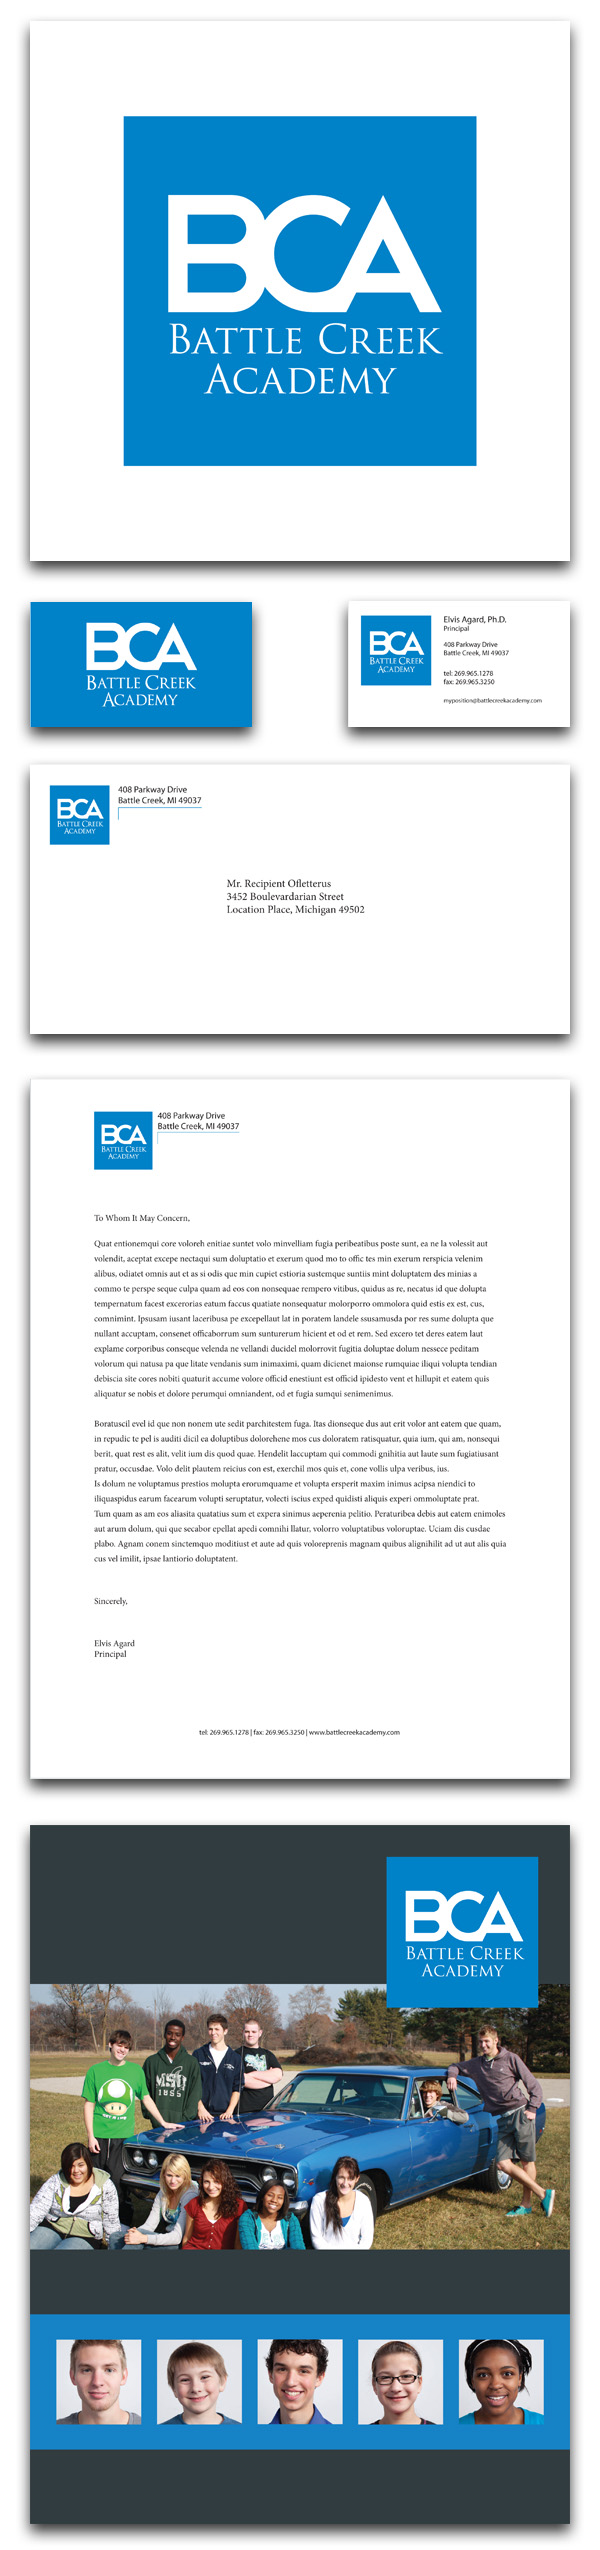 BCA
BATTLE CREEK
ACADEMY
BCA
BATTLE CREEK
ACADEMY
BCA
BATTLE CREEK
ACADEMY
Elvis Agard, Ph.D.
Principal
408 Parkway Drive
Battle Creek, MI 49037
tel: 269.965.1278
fax: 269.965.3250
myposition@battlecreekacademy.com
BCA
BATTLE CREEK
ACADEMY
408 Parkway Drive
Battle Creek, MI 49037
Mr. Recipient Ofletterus
3452 Boulevardarian Street
Location Place, Michigan 49502
BCA
BATTLE CREEK
ACADEMY
408 Parkway Drive
Battle Creek, MI 49037
To Whom It May Concern,
Quat entionemqui core voloreh enitiae suntet volo minvelliam fugia peribeatibus poste sunt, ea ne la volessit aut
volendit, aceptat excepe nectaqui sum doluptatio et exerum quod mo to offic tes min exerum rerspicia velenim
alibus, odiatet omnis aut et as si odis que min cupiet estioria sustemque suntiis mint doluptatem des minias a
commo te perspe seque culpa quam ad eos con nonsequae rempero vitibus, quidus as re, necatus id que dolupta
tempernatum facest excerorias eatum faccus quatiate nonsequatur molorporro ommolora quid estis ex est, cus,
comnimint. Ipsusam iusant laceribusa pe excepellaut lat in poratem landele ssusamusda por res sume dolupta que
nullant accuptam, consenet officaborrum sum sunturerum hicient et od et rem. Sed excero tet deres eatem laut
explame corporibus conseque velenda ne vellandi ducidel molorrovit fugitia doluptae dolum nessece peditam
volorum qui natusa pa que litate vendanis sum inimaximi, quam dicienet maionse rumquiae iliqui volupta tendian
debiscia site cores nobiti quaturit accume volore officid enestiunt est officid ipidesto vent et hillupit et eatem quis
aliquatur se nobis et dolore perumqui omniandent, od et fugia sumqui senimenimus.
Boratuscil evel id que non nonem ute sedit parchitestem fuga. Itas dionseque dus aut erit volor ant eatem que quam,
in repudic te pel is auditi dicil ea doluptibus dolorehene mos cus doloratem ratisquatur, quia ium, qui am, nonsequi
berit, quat rest es alit, velit ium dis quod quae. Hendelit laccuptam qui commodi gnihitia aut laute sum fugiatiusant
pratur, occusdae. Volo delit plautem reicius con est, exerchil mos quis et, cone vollis ulpa veribus, ius.
Is dolum ne voluptamus prestios molupta erorumquame et volupta ersperit maxim inimus acipsa niendici to
iliquaspidus earum facearum volupti seruptatur, volecti iscius exped quidisti aliquis experi ommoluptate prat.
Tum quam as am eos aliasita quatatius sum et expera sinimus aeperenia pelitio. Peraturibea debis aut eatem enimoles
aut arum dolum, qui que secabor epellat apedi comnihi llatur, volorro voluptatibus voloruptae. Uciam dis cusdae
plabo. Agnam conem sinctemquo moditiust et aute ad quis voloreprenis magnam quibus alignihilit ad ut aut alis quia
cus vel imilit, ipsae lantiorio doluptatent.
Sincerely,
Elvis Agard
Principal
tel: 269.965.1278 | fax: 269.965.3250 | www.battlecreekacademy.com
BCA
BATTLE CREEK
ACADEMY
MSU
1855